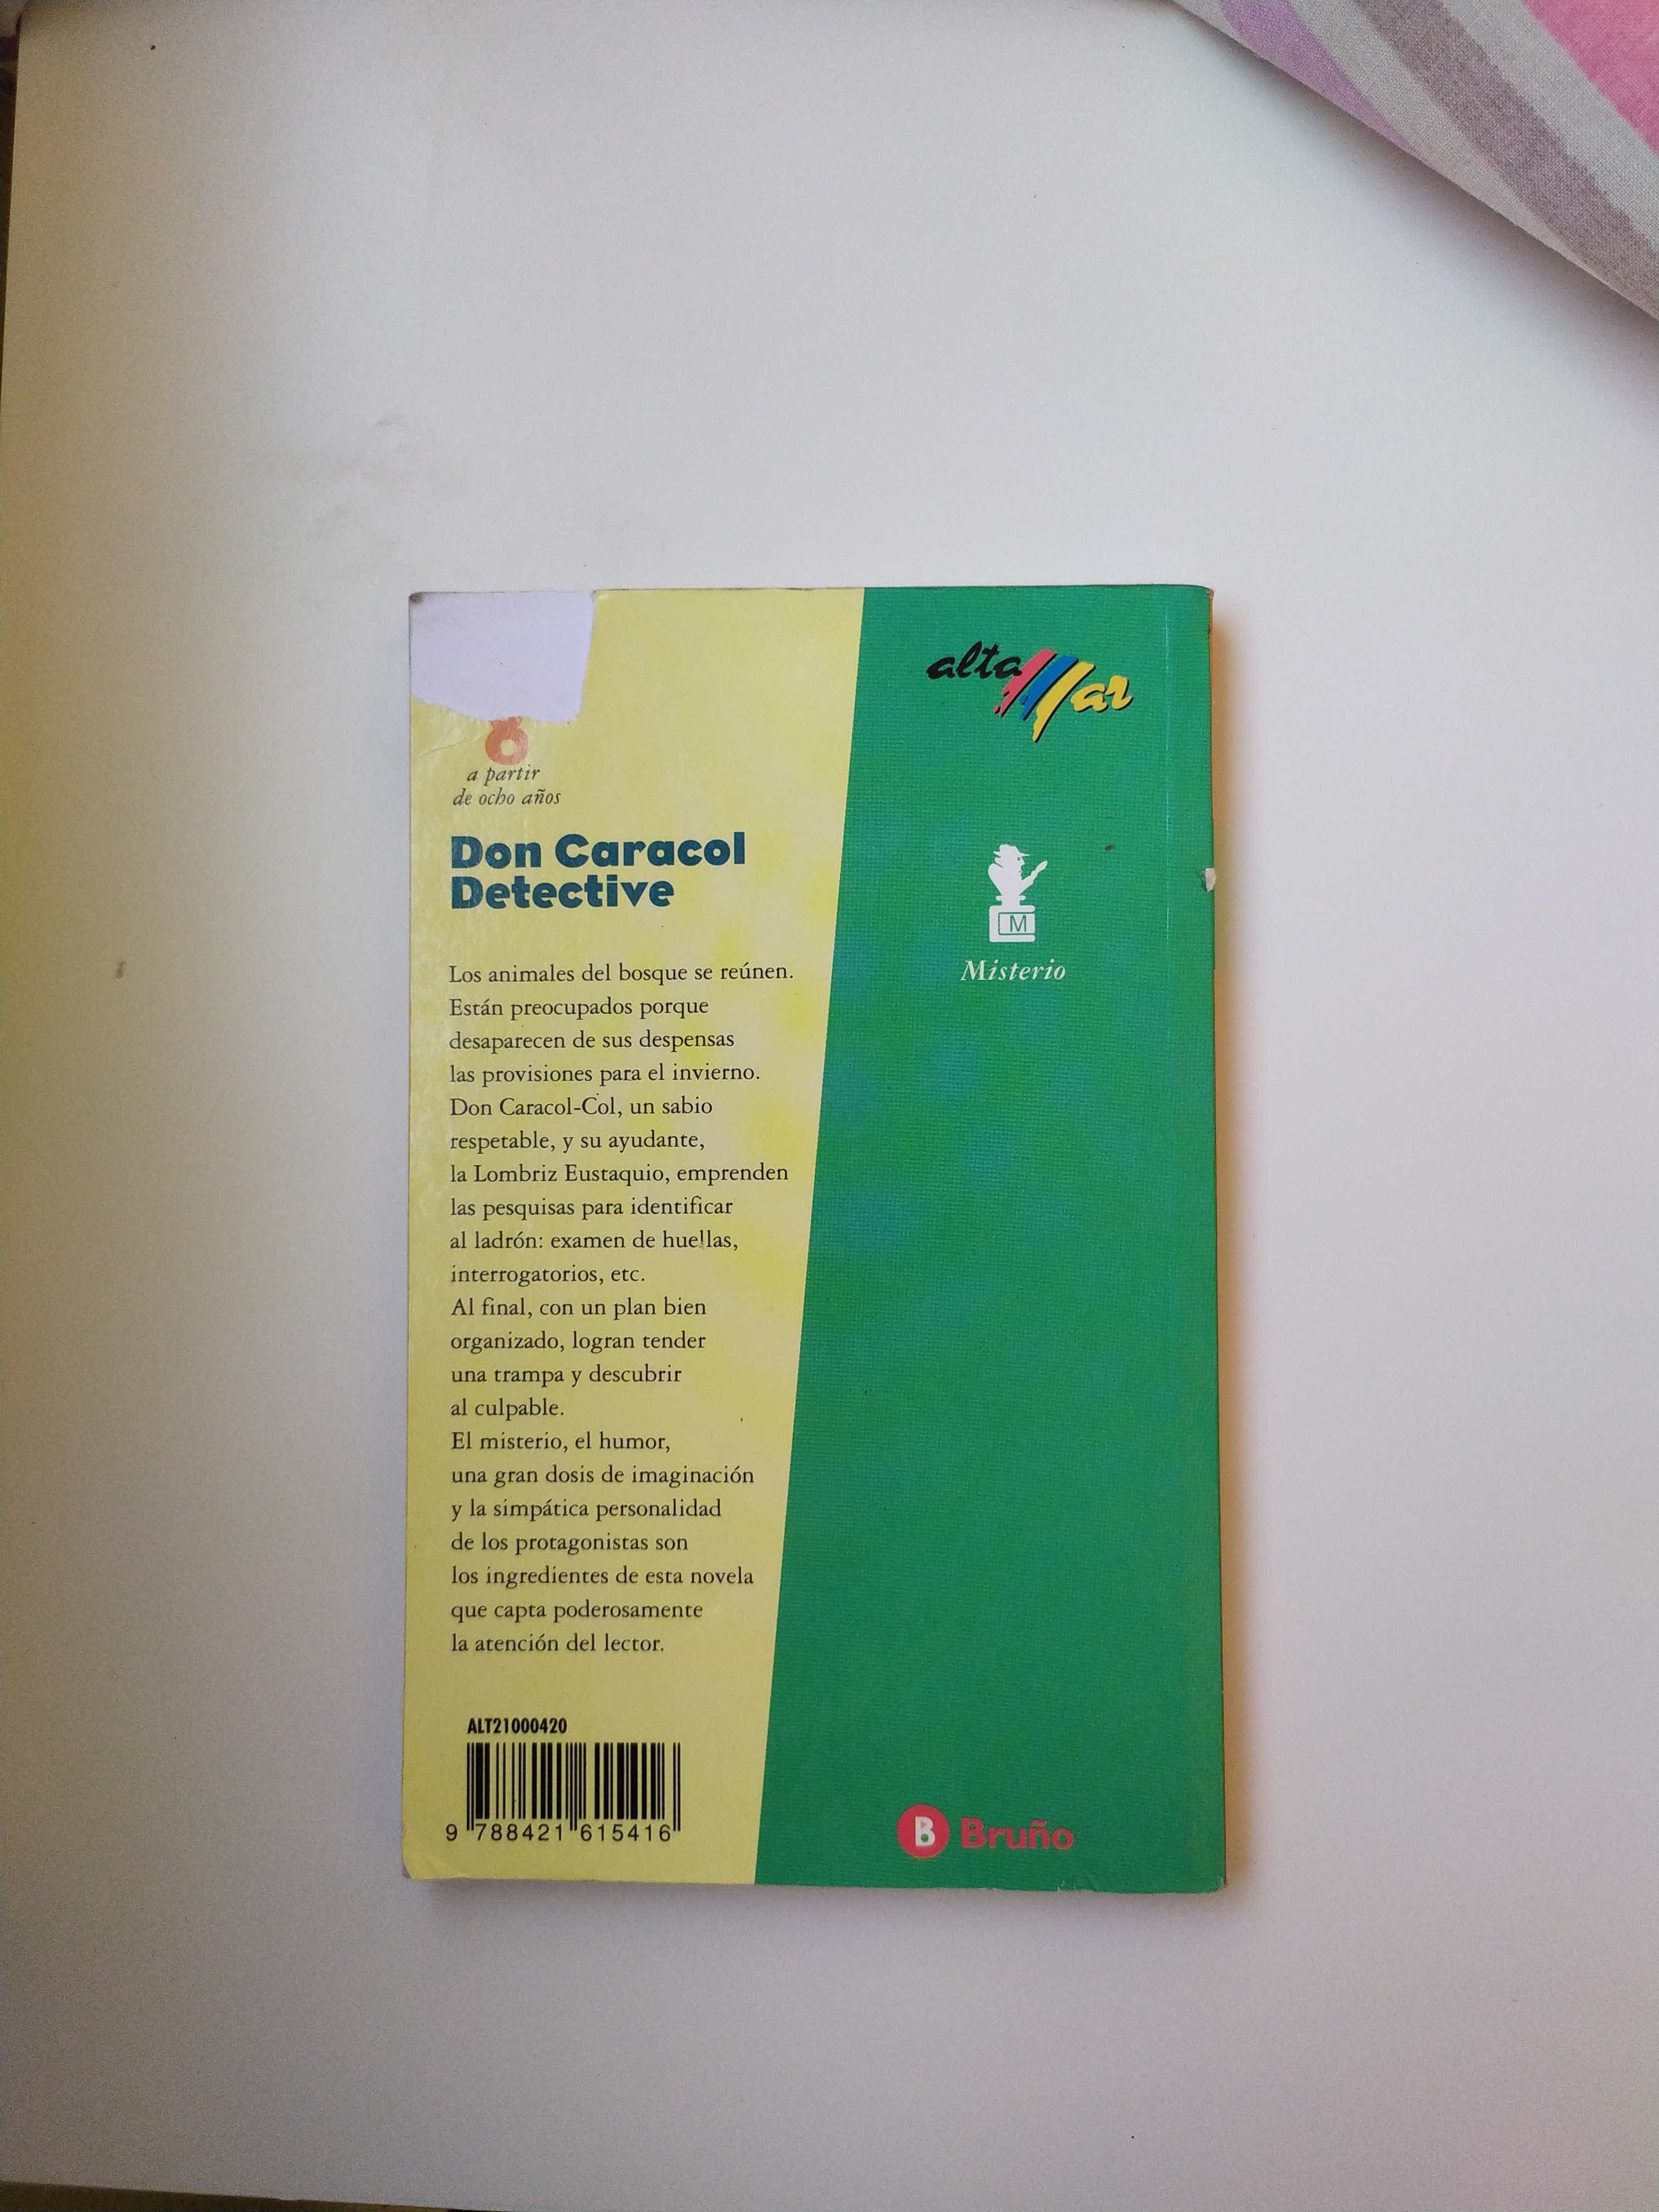 8
a partir
de ocho años
Don Caracol
Detective
Los animales del bosque se reúnen.
Están preocupados porque
desaparecen de sus despensas
las provisiones para el invierno.
Don Caracol-Col, un sabio
respetable, y su ayudante,
la Lombriz Eustaquio, emprenden
las pesquisas para identificar
al ladrón: examen de huellas,
interrogatorios, etc.
Al final, con un plan bien
organizado, logran tender
una trampa y descubrir
al culpable.
El misterio, el humor,
una gran dosis de imaginación
y la simpática personalidad
de los protagonistas son
los ingredientes de esta novela
que capta poderosamente
la atención del lector.
ALT21000420
9 788421 615416
alta Mar
M
Misterio
B Bruño